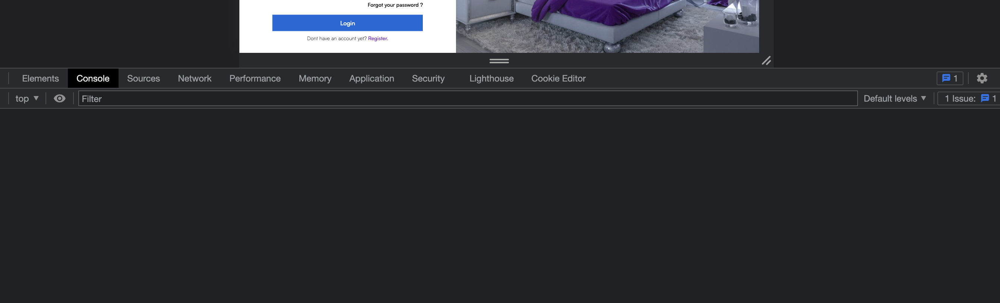 Forgot your password ?
Login
Dont have an account yet? Register.
Elements Console Sources Network Performance Memory Application Security Lighthouse Cookie Editor 1
top Filter Default levels 1 Issue: 1